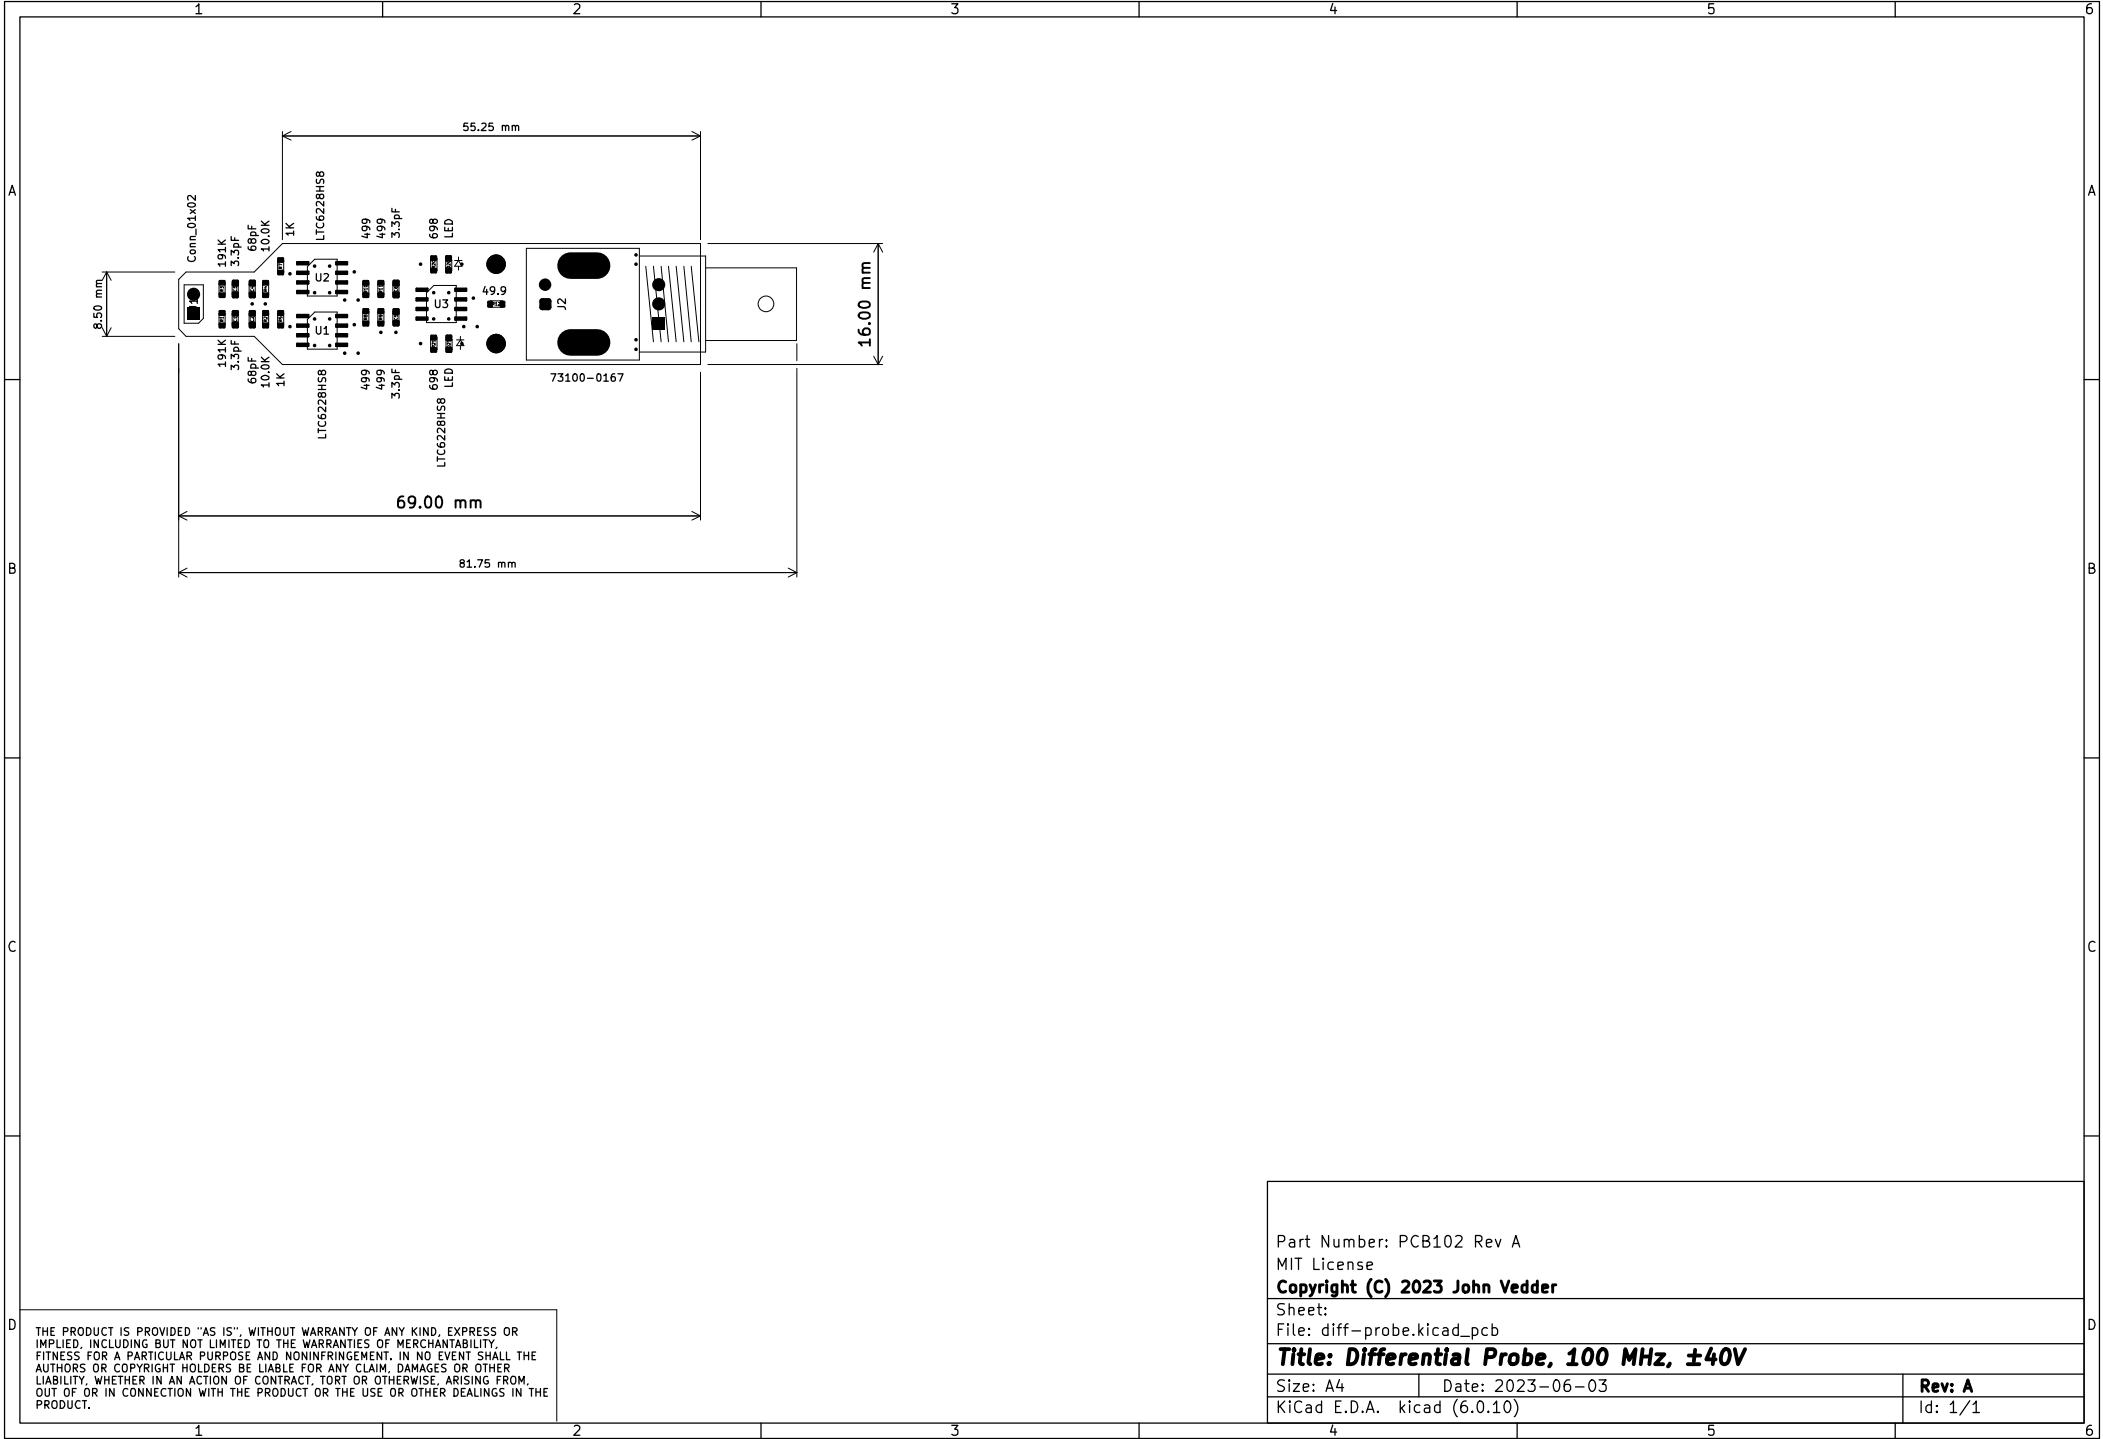 1 2 3 4 5 6
A A
B B
C C
D D
55.25 mm
LTC6228HS8
Conn_01x02
191K
3.3pF
68pF
10.0K
1K
499
499
3.3pF
698
LED
8.50 mm
1
U2
U1
U3
49.9
J2
16.00 mm
191K
3.3pF
68pF
10.0K
1K
LTC6228HS8
499
499
3.3pF
698
LED
LTC6228HS8
73100-0167
69.00 mm
81.75 mm
THE PRODUCT IS PROVIDED "AS IS", WITHOUT WARRANTY OF ANY KIND, EXPRESS OR
IMPLIED, INCLUDING BUT NOT LIMITED TO THE WARRANTIES OF MERCHANTABILITY,
FITNESS FOR A PARTICULAR PURPOSE AND NONINFRINGEMENT. IN NO EVENT SHALL THE
AUTHORS OR COPYRIGHT HOLDERS BE LIABLE FOR ANY CLAIM, DAMAGES OR OTHER
LIABILITY, WHETHER IN AN ACTION OF CONTRACT, TORT OR OTHERWISE, ARISING FROM,
OUT OF OR IN CONNECTION WITH THE PRODUCT OR THE USE OR OTHER DEALINGS IN THE
PRODUCT.
Part Number: PCB102 Rev A
MIT License
Copyright (C) 2023 John Vedder
Sheet:
File: diff-probe.kicad_pcb
Title: Differential Probe, 100 MHz, ±40V
Size: A4 Date: 2023-06-03 Rev: A
KiCad E.D.A. kicad (6.0.10) Id: 1/1
1 2 3 4 5 6